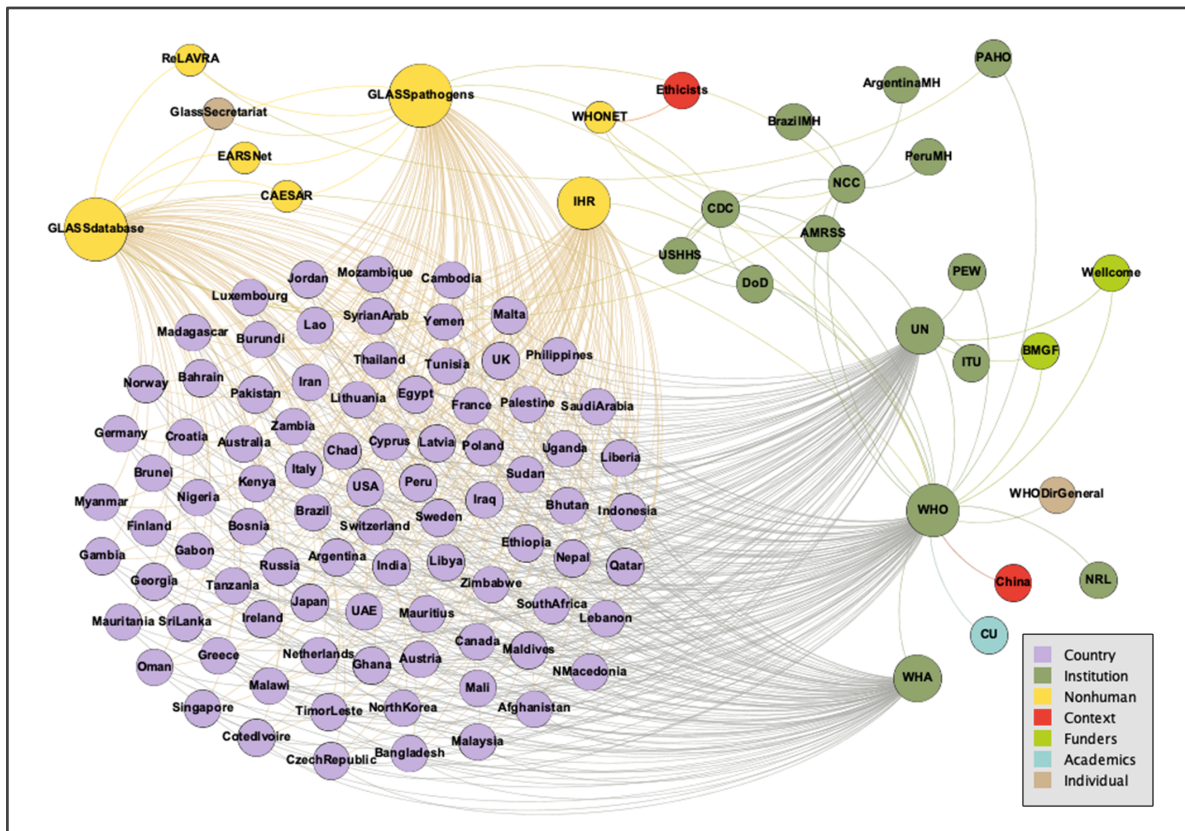 ReLAVRA
GLASSpathogens
Ethicists
ArgentinaMH
PAHO
GlassSecretariat
WHONET
BrazilMH
EARSNet
PeruMH
NCC
CAESAR
IHR
CDC
GLASSdatabase
AMRSS
USHHS
DoD
PEW
Wellcome
Jordan
Mozambique
Cambodia
Luxembourg
SyrianArab
Yemen
Malta
Lao
Madagascar
Burundi
UN
ITU
BMGF
Thailand
Tunisia
UK
Philippines
Norway
Bahrain
Pakistan
Iran
Lithuania
Egypt
France
Palestine
SaudiArabia
Germany
Croatia
Australia
Zambia
Chad
Cyprus
Latvia
Poland
Uganda
Liberia
Brunei
Kenya
Italy
USA
Peru
Sudan
Myanmar
Nigeria
Iraq
Bhutan
WHODirGeneral
Finland
Bosnia
Brazil
Switzerland
Sweden
Indonesia
WHO
Gambia
Gabon
Russia
Argentina
India
Libya
Ethiopia
Nepal
Qatar
Georgia
Tanzania
Zimbabwe
China
NRL
Mauritania
SriLanka
Ireland
Japan
UAE
Mauritius
SouthAfrica
Lebanon
CU
Oman
Greece
Netherlands
Ghana
Austria
Canada
Maldives
NMacedonia
WHA
Malawi
Mali
Singapore
TimorLeste
NorthKorea
Afghanistan
CotedIvoire
CzechRepublic
Bangladesh
Malaysia
Country
Institution
Nonhuman
Context
Funders
Academics
Individual